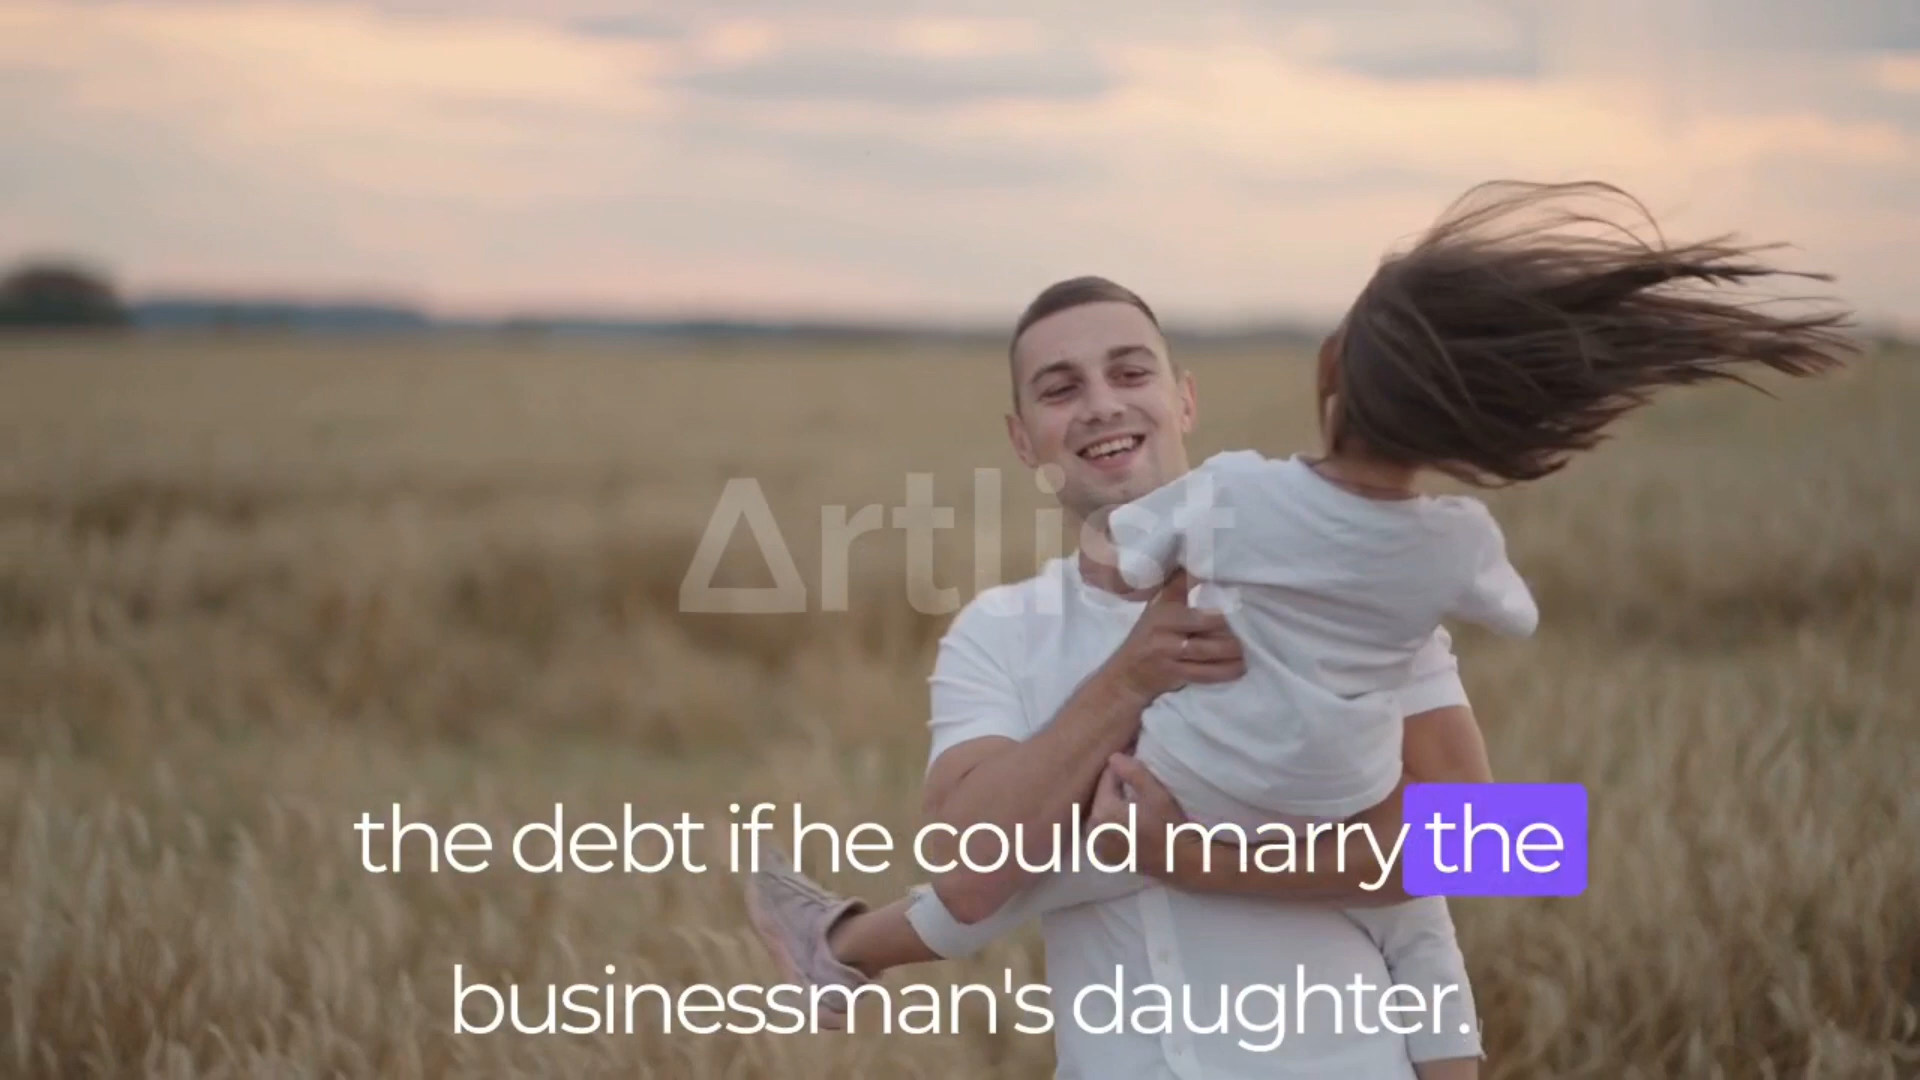 Artlist
the debt if he could marry the
businessman's daughter.